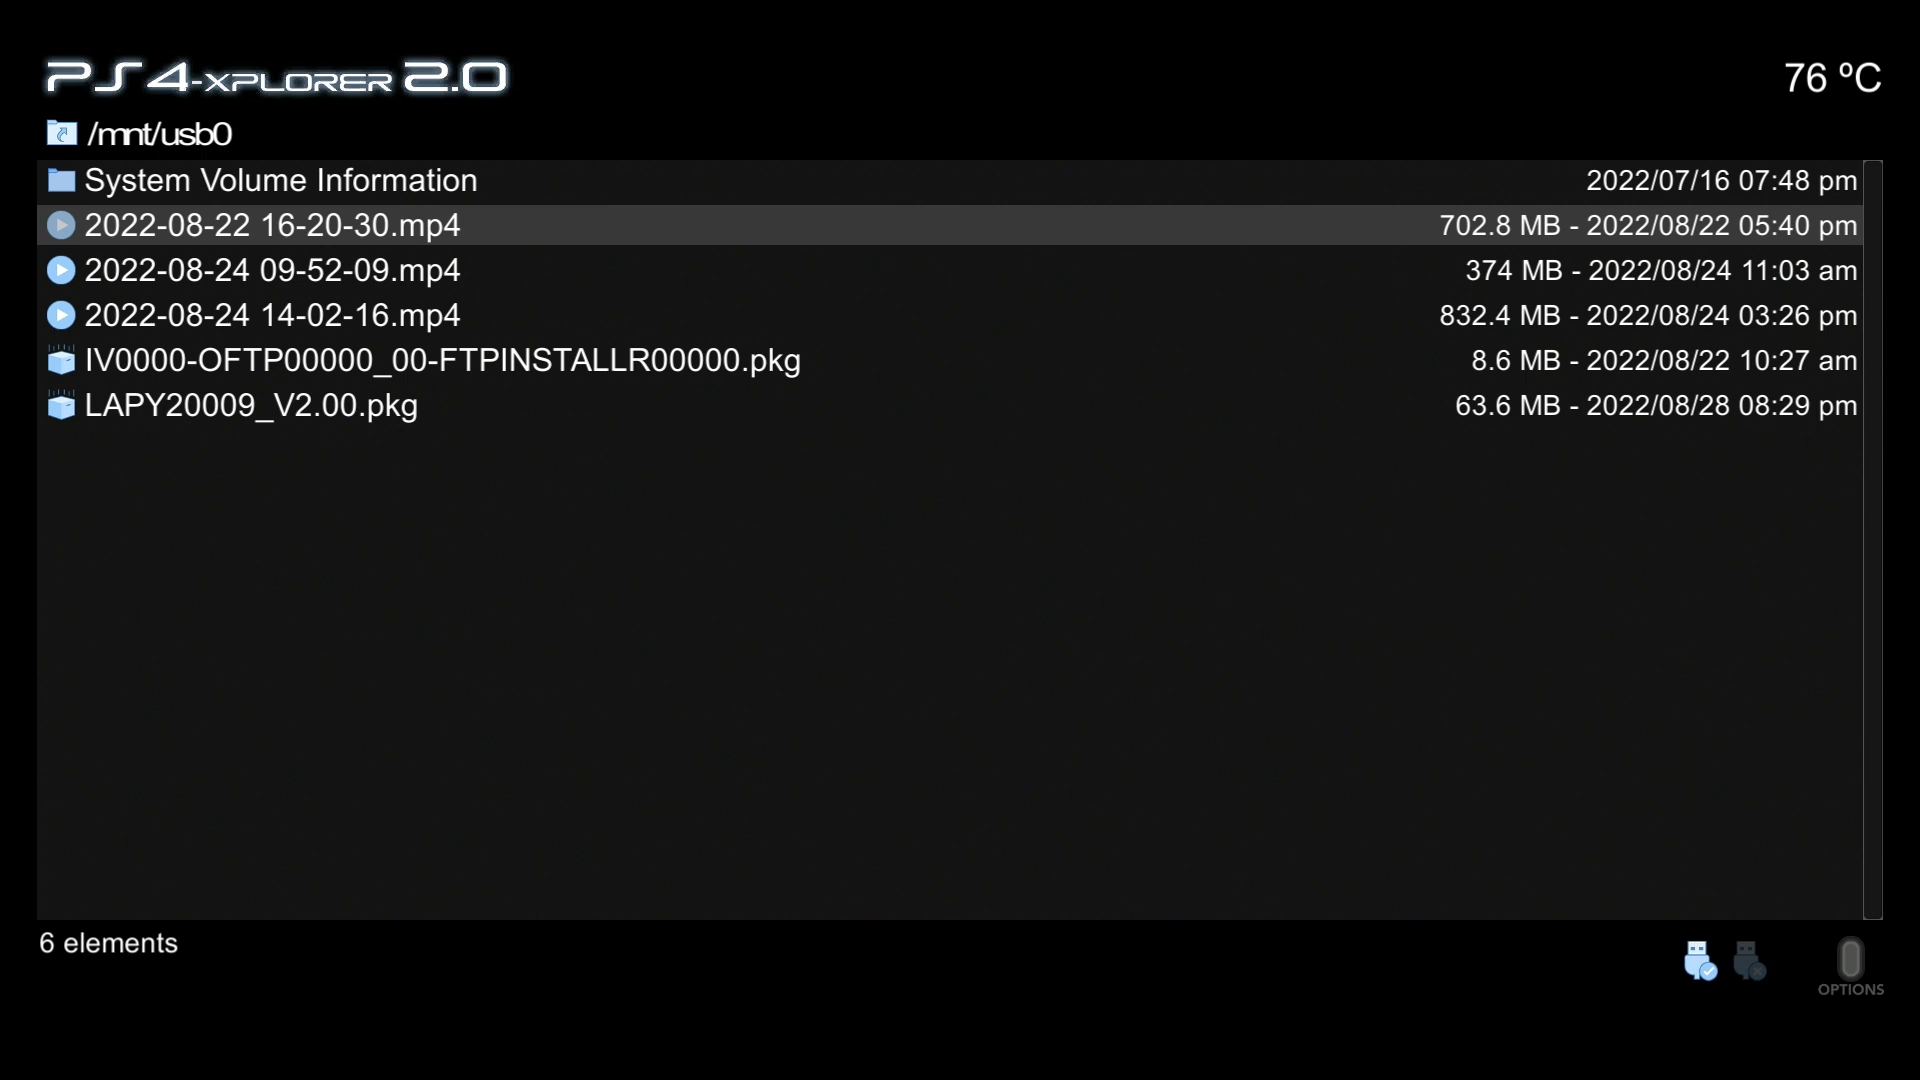 PS4-XPLORER 2.0
76 ºC
/mnt/usb0
System Volume Information 2022/07/16 07:48 pm
2022-08-22 16-20-30.mp4 702.8 MB - 2022/08/22 05:40 pm
2022-08-24 09-52-09.mp4 374 MB - 2022/08/24 11:03 am
2022-08-24 14-02-16.mp4 832.4 MB - 2022/08/24 03:26 pm
IV0000-OFTP00000_00-FTPINSTALLR00000.pkg 8.6 MB - 2022/08/22 10:27 am
LAPY20009_V2.00.pkg 63.6 MB - 2022/08/28 08:29 pm
6 elements
OPTIONS